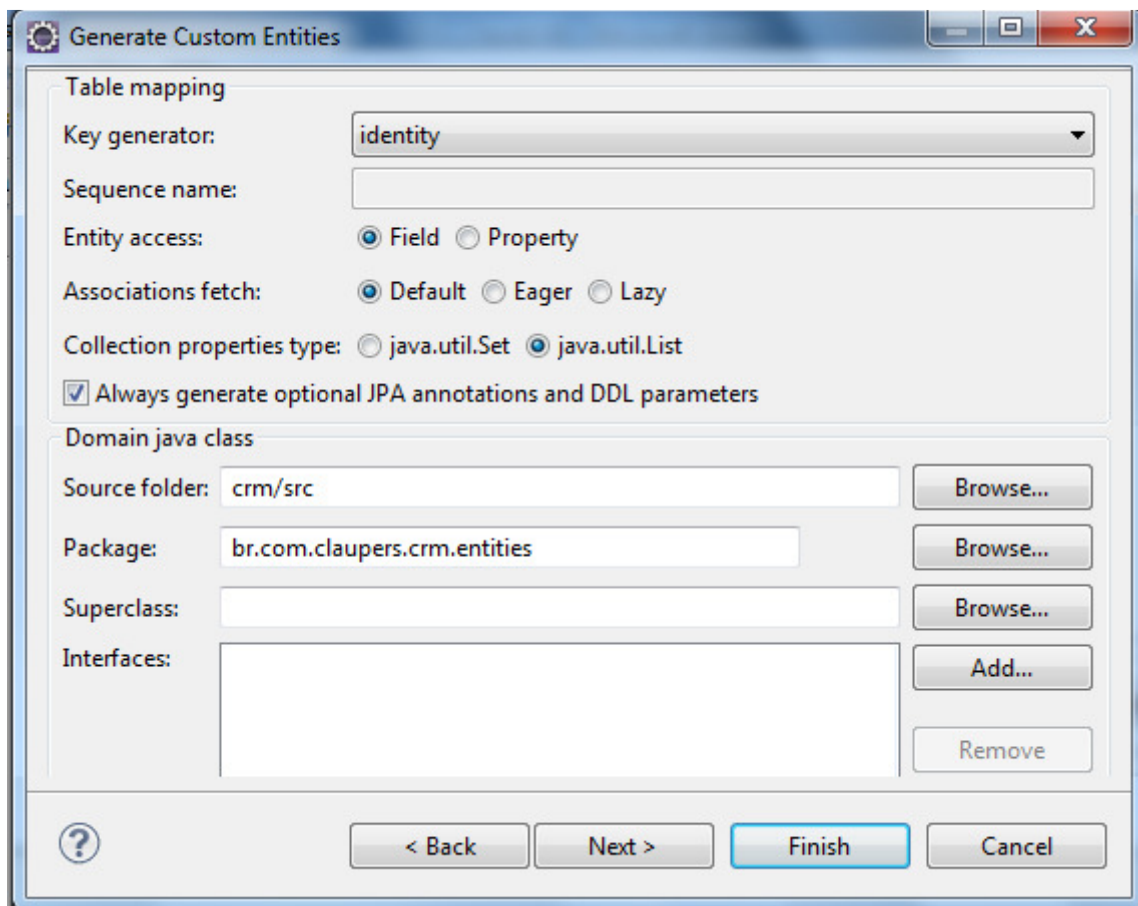 Generate Custom Entities
Table mapping
Key generator: identity
Sequence name:
Entity access: Field Property
Associations fetch: Default Eager Lazy
Collection properties type: java.util.Set java.util.List
Always generate optional JPA annotations and DDL parameters
Domain java class
Source folder: crm/src Browse...
Package: br.com.claupers.crm.entities Browse...
Superclass: Browse...
Interfaces: Add...
Remove
? < Back Next > Finish Cancel